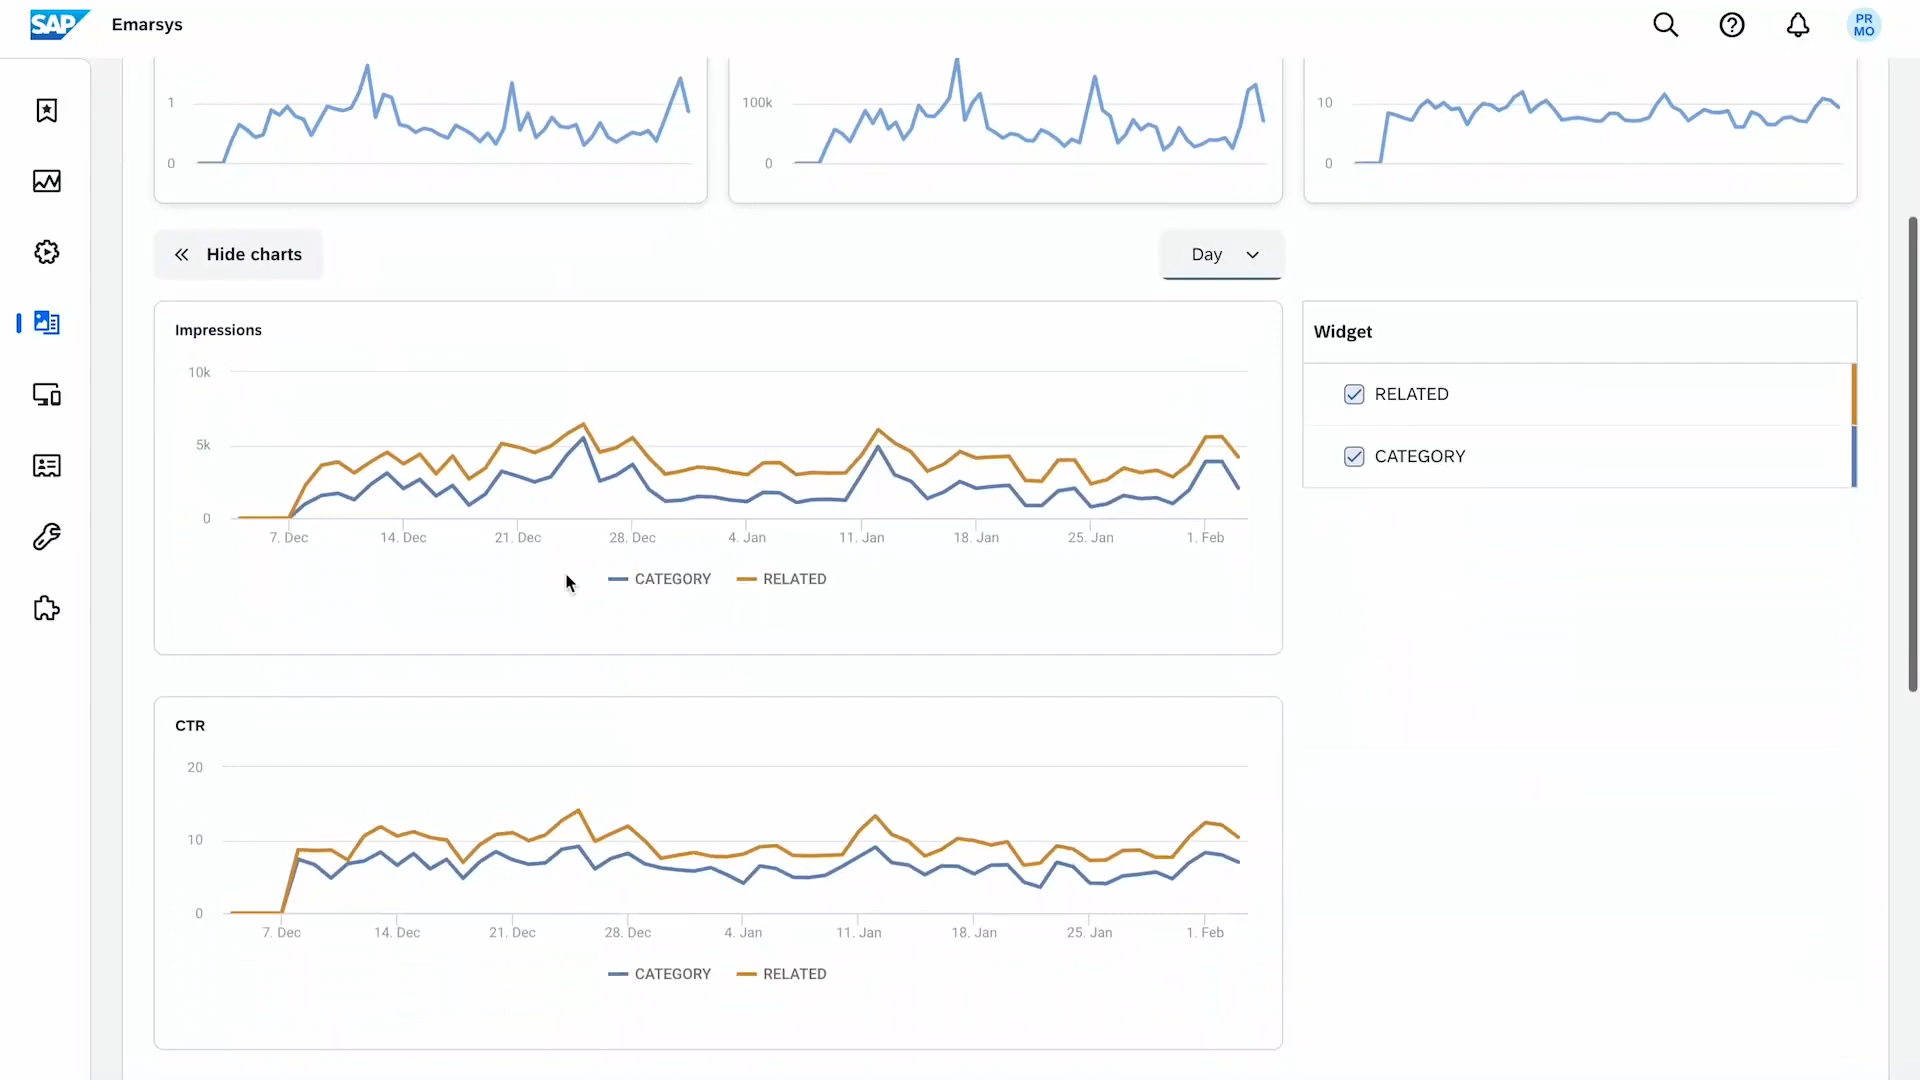 SAP Emarsys
PR
MO
1
0
100k
0
10
0
Hide charts
Day
Impressions
10k
5k
0
7. Dec 14. Dec 21. Dec 28. Dec 4. Jan 11. Jan 18. Jan 25. Jan 1. Feb
CATEGORY RELATED
Widget
RELATED
CATEGORY
CTR
20
10
0
7. Dec 14. Dec 21. Dec 28. Dec 4. Jan 11. Jan 18. Jan 25. Jan 1. Feb
CATEGORY RELATED